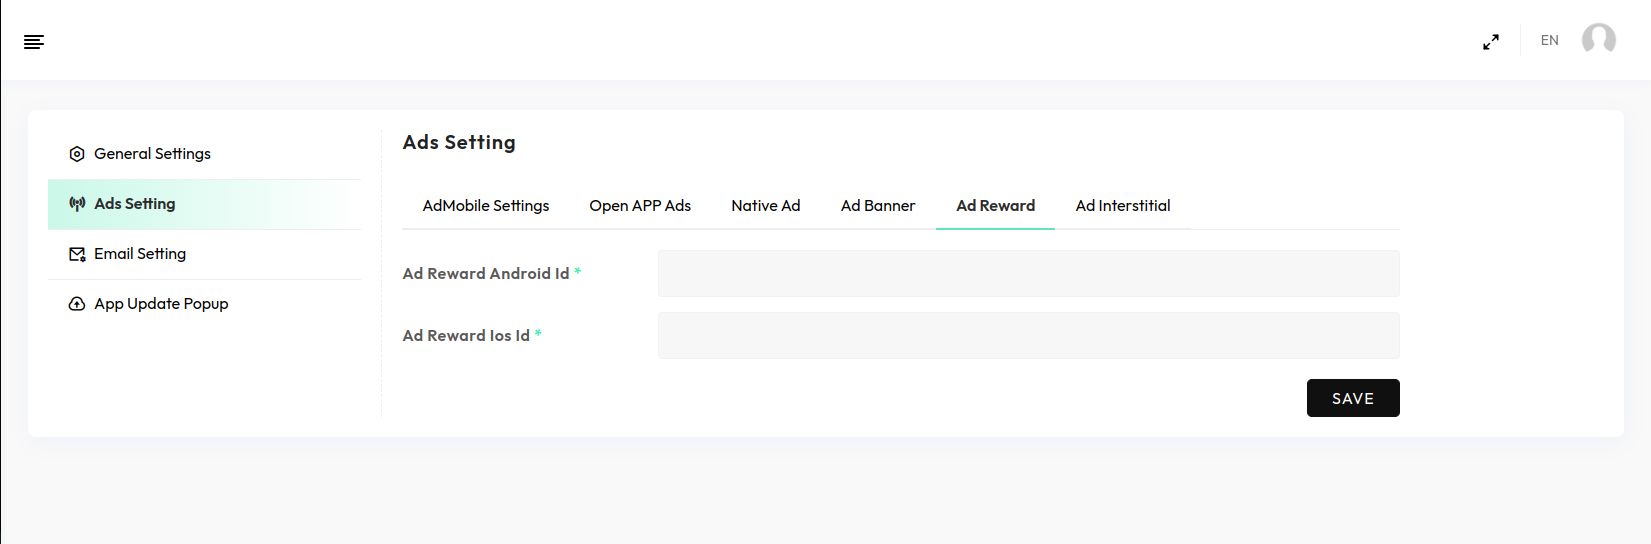 EN
General Settings
Ads Setting
Email Setting
App Update Popup
Ads Setting
AdMobile Settings Open APP Ads Native Ad Ad Banner Ad Reward Ad Interstitial
Ad Reward Android Id *
Ad Reward Ios Id *
SAVE